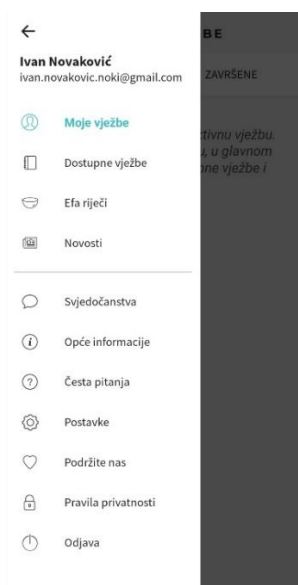 BE
Ivan Novaković
ivan.novakovic.noki@gmail.com
ZAVRŠENE
Moje vježbe
tivnu vježbu.
u, u glavnom
ne vježbe i
Dostupne vježbe
Efa riječi
Novosti
Svjedočanstva
Opće informacije
Česta pitanja
Postavke
Podržite nas
Pravila privatnosti
Odjava